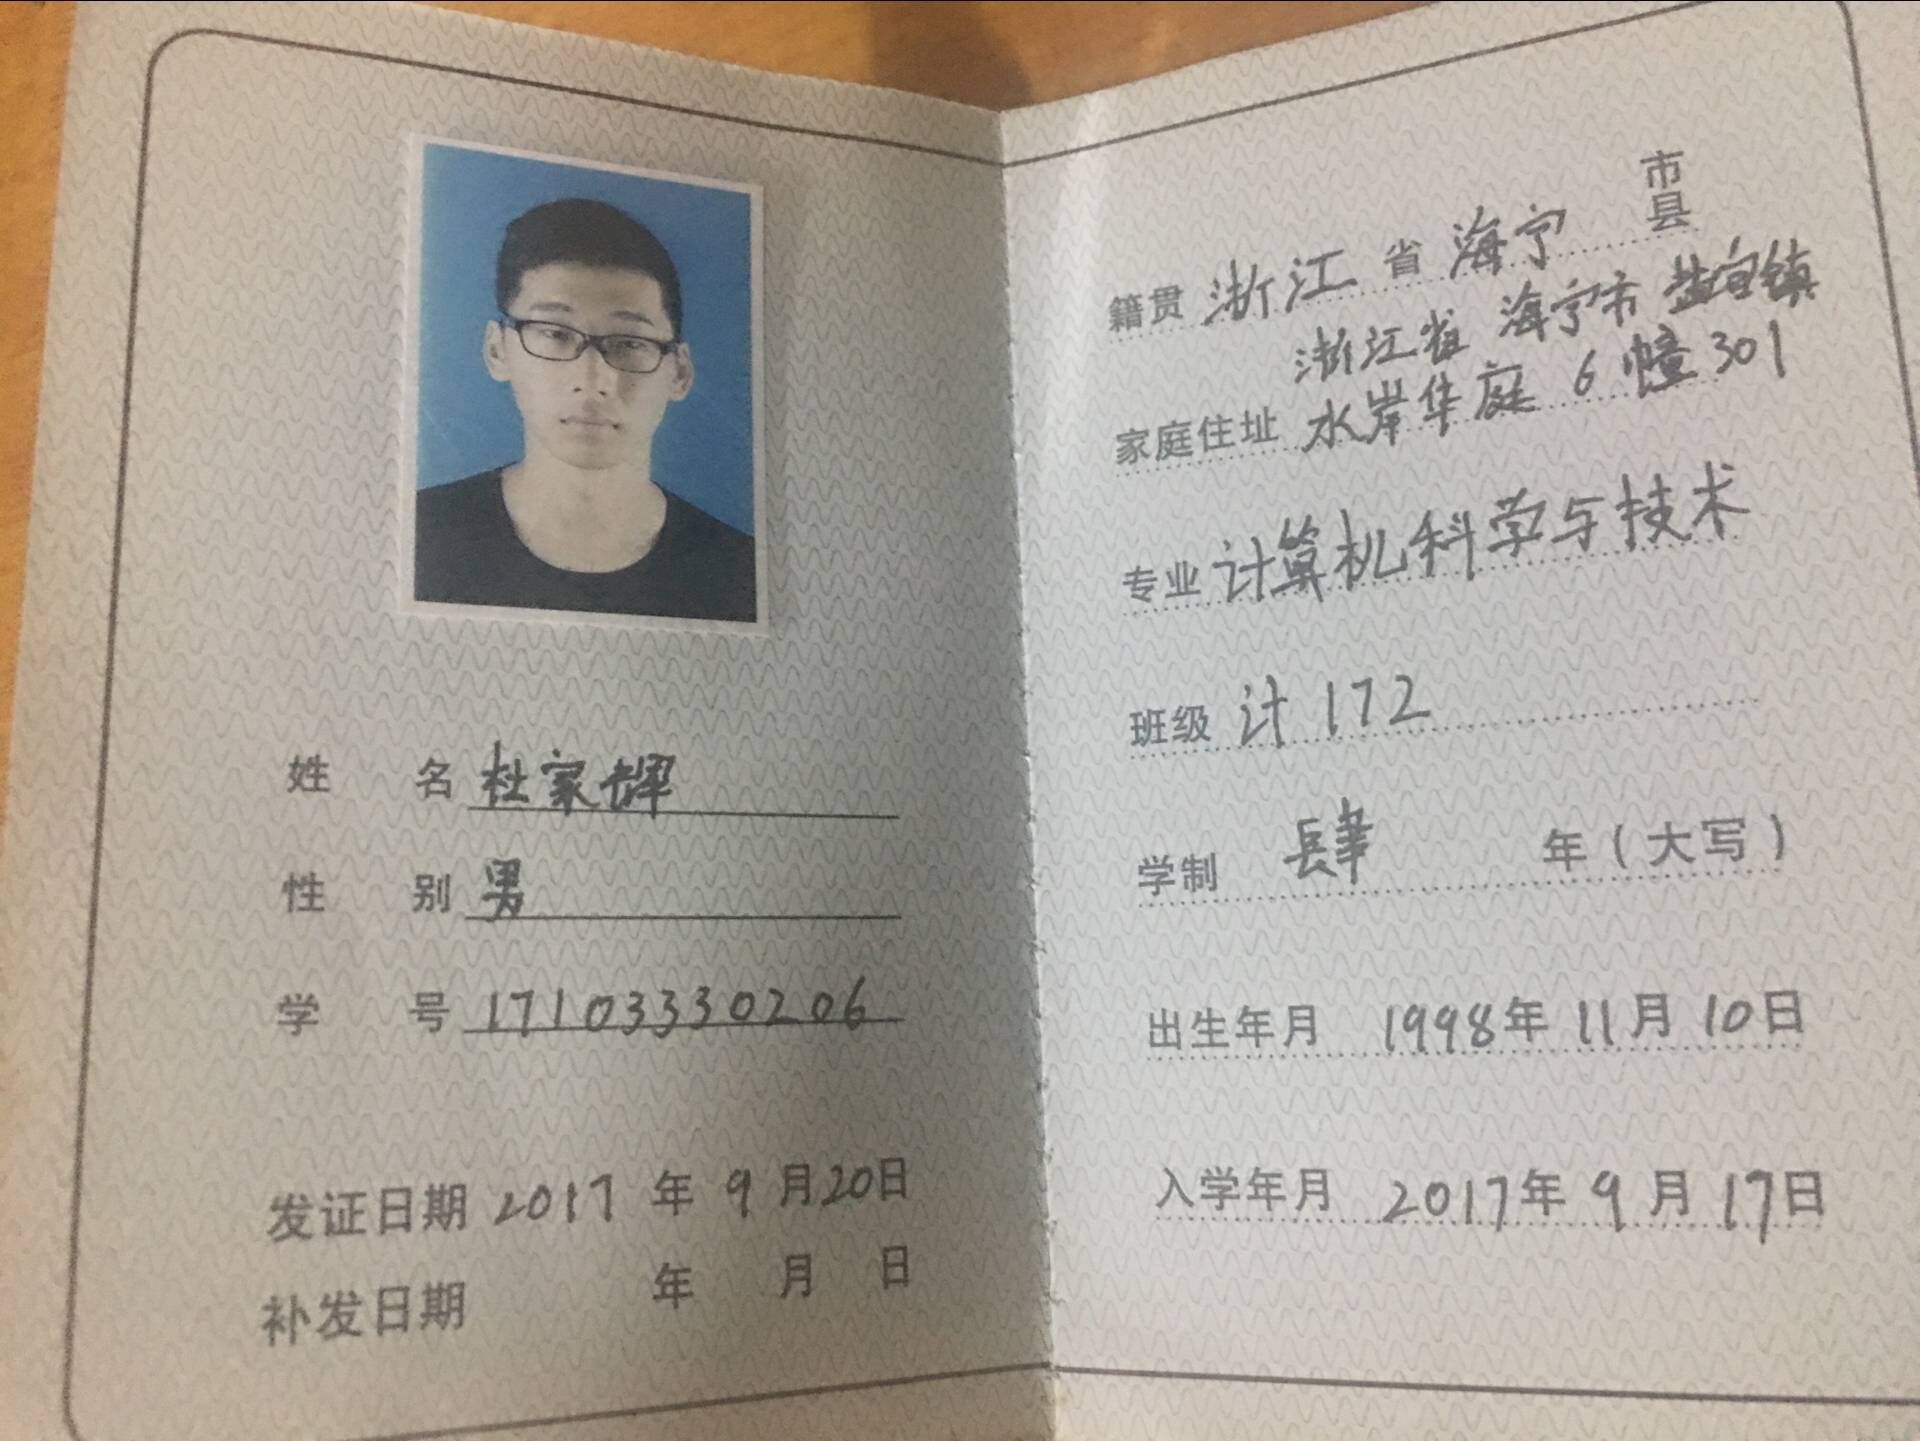 姓 名 杜家铎
性 别 男
学 号 17103330206
发证日期 2017 年 9 月 20 日
补发日期 年 月 日
籍贯 浙江 省 海宁 市县
浙江省 海宁市 盐官镇
家庭住址 水岸华庭 6 幢 301
专业 计算机科学与技术
班级 计172
学制 肆 年（大写）
出生年月 1998年 11月 10日
入学年月 2017年 9月 17日